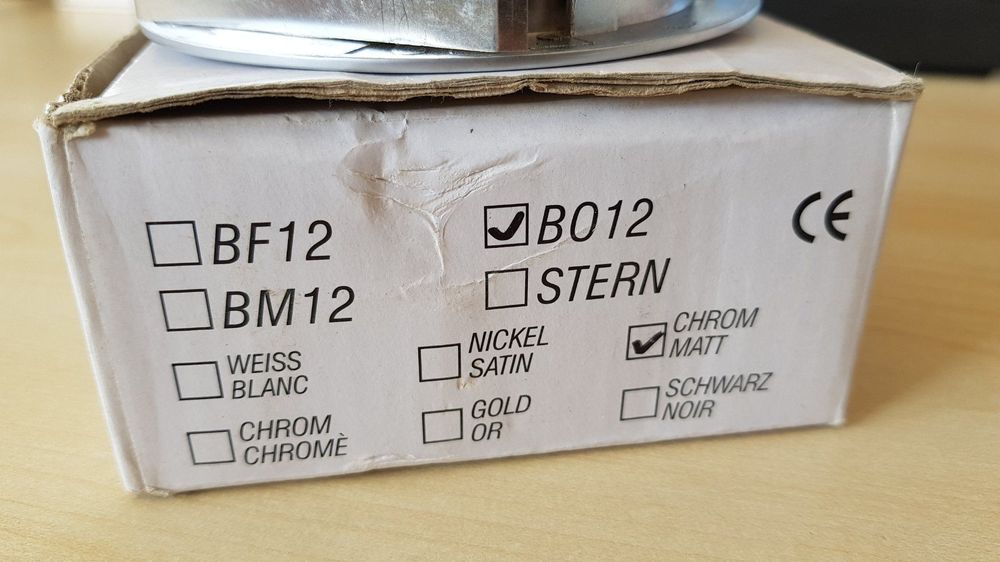 BF12
BO12
CE
BM12
STERN
WEISS
BLANC
NICKEL
SATIN
CHROM
MATT
CHROM
CHROMÈ
GOLD
OR
SCHWARZ
NOIR